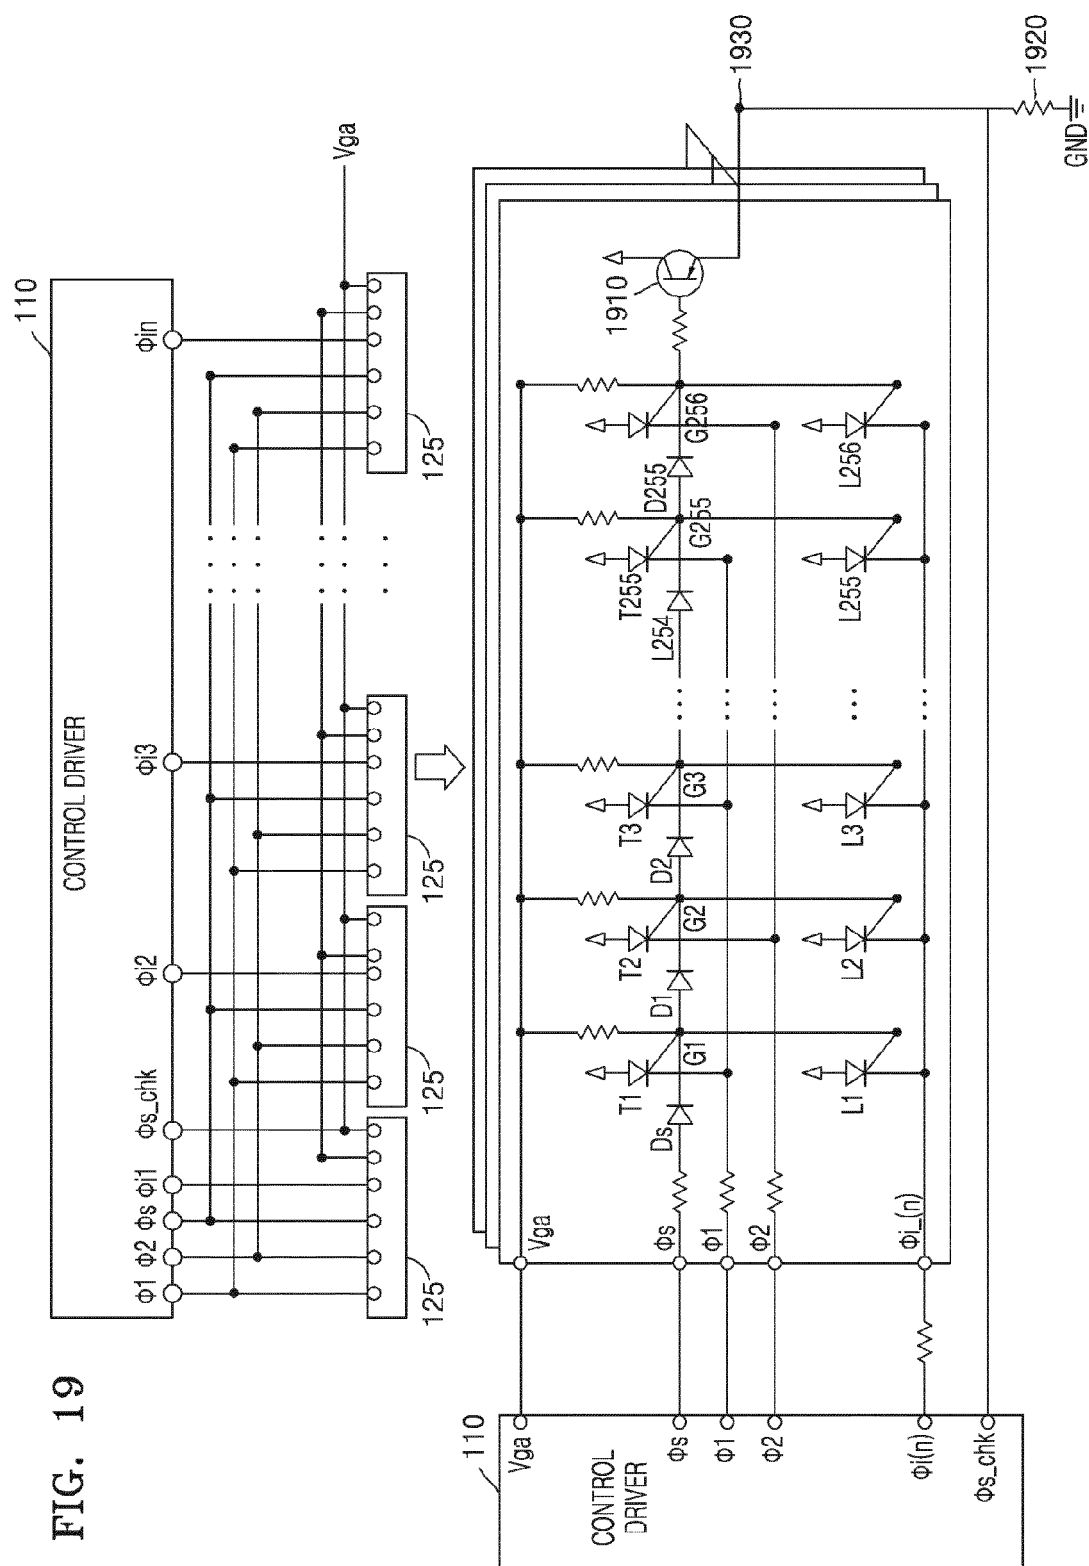 FIG. 19
110
CONTROL DRIVER
Φ1 Φ2 Φs Φi1 Φs_chk Φi2 Φi3 Φin
Vga
125 125 125 125
110
CONTROL
DRIVER
Vga Vga
Φs Φs
Φ1 Φ1
Φ2 Φ2
Φi(n) Φi_(n)
Φs_chk
T1 T2 T3 T255
Ds D1 D2 L254 D255
G1 G2 G3 G255 G256
L1 L2 L3 L255 L256
1910
1930
1920
GND